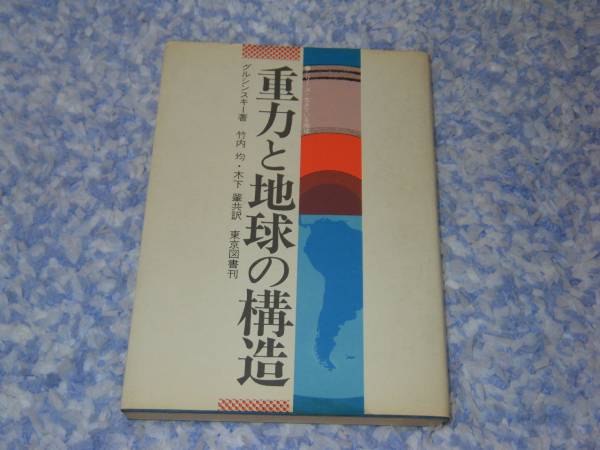 重力と地球の構造
グルシンスキー著 竹内 均・木下 肇共訳 東京図書刊